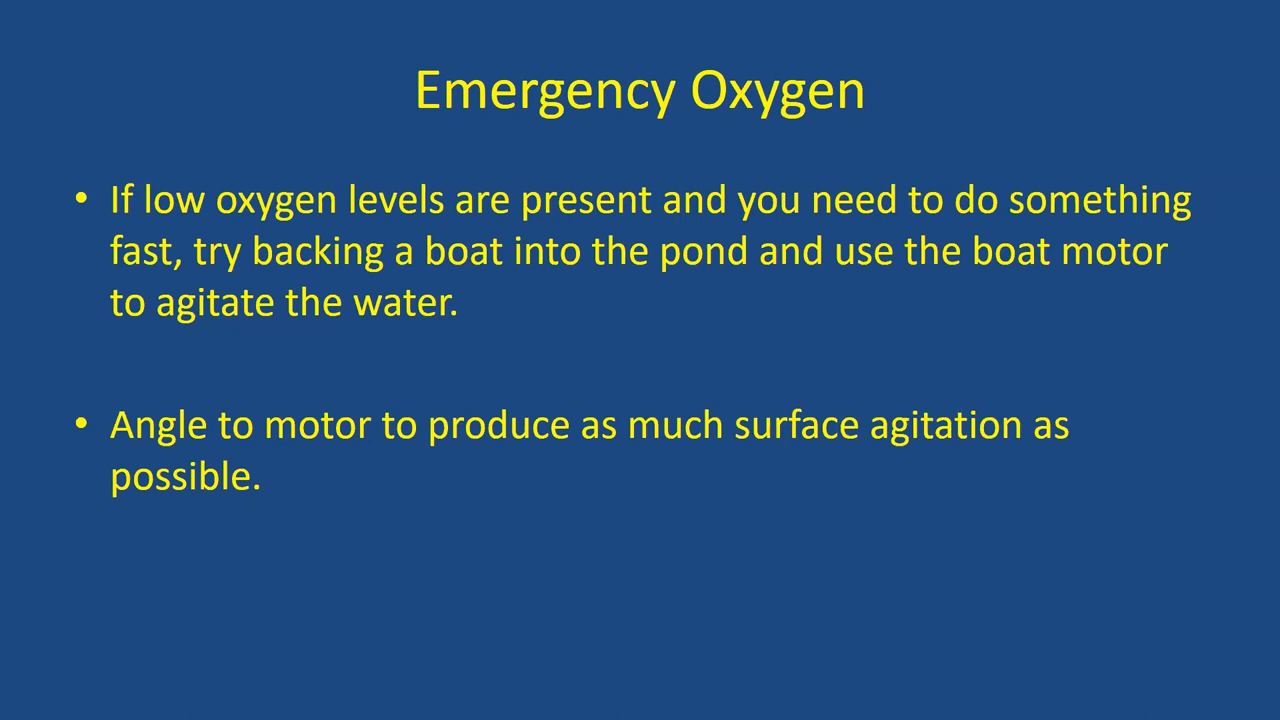 Emergency Oxygen
• If low oxygen levels are present and you need to do something
fast, try backing a boat into the pond and use the boat motor
to agitate the water.
• Angle to motor to produce as much surface agitation as
possible.